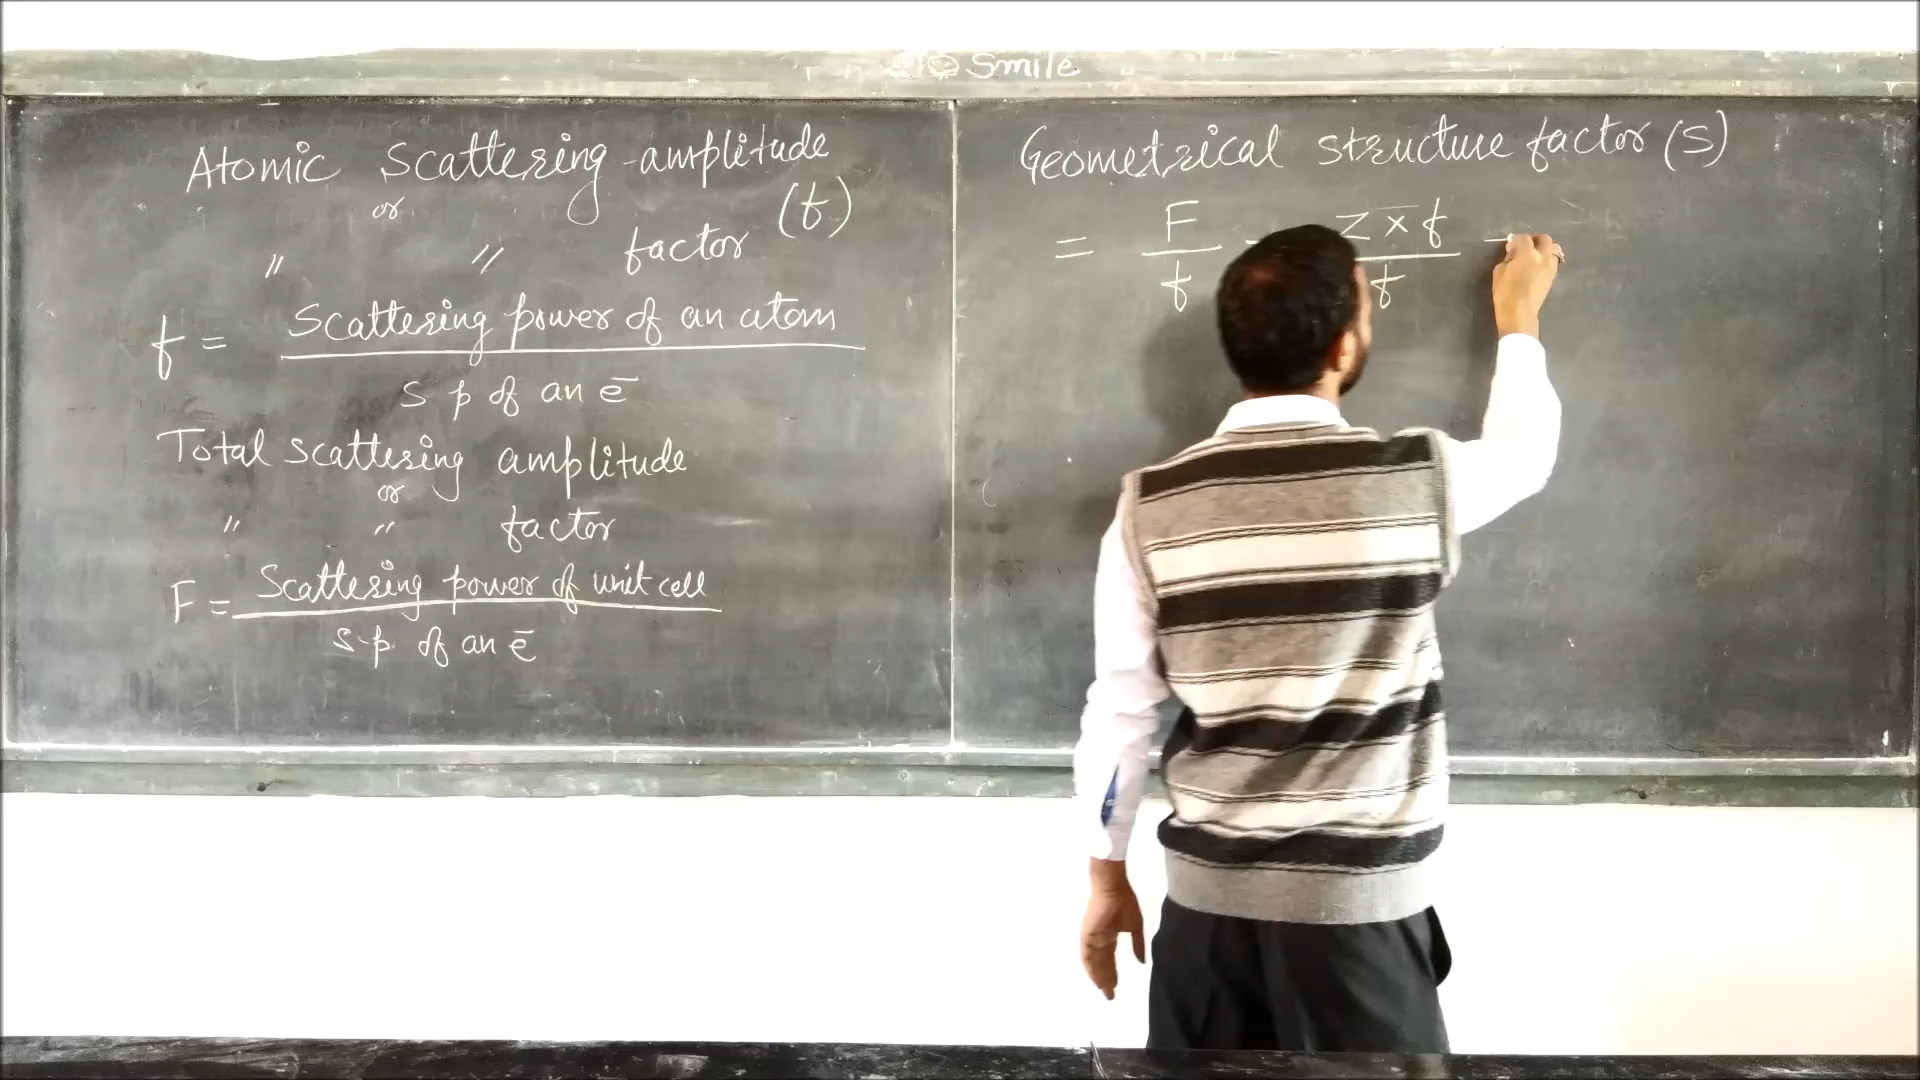 Smile
Atomic Scattering amplitude
or
(f)
" " factor
f = Scattering power of an atom
s p of an e̅
Total scattering amplitude
or
" " factor
F = Scattering power of unit cell
s.p. of an e̅
Geometrical structure factor (S)
= F / f = Z × f / f